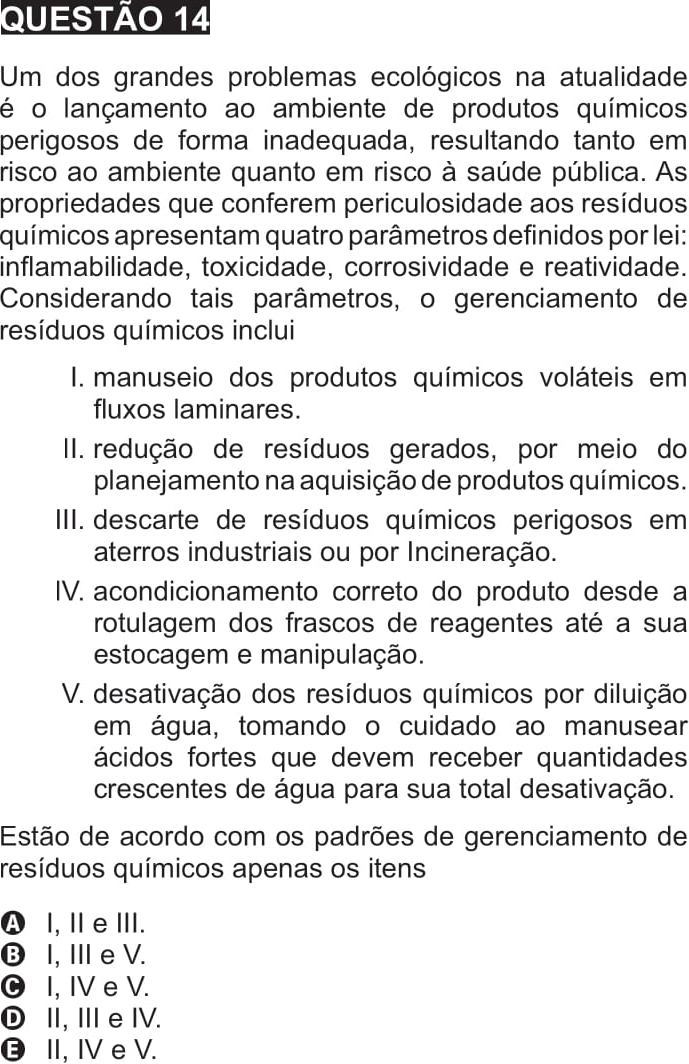 QUESTÃO 14
Um dos grandes problemas ecológicos na atualidade
é o lançamento ao ambiente de produtos químicos
perigosos de forma inadequada, resultando tanto em
risco ao ambiente quanto em risco à saúde pública. As
propriedades que conferem periculosidade aos resíduos
químicos apresentam quatro parâmetros definidos por lei:
inflamabilidade, toxicidade, corrosividade e reatividade.
Considerando tais parâmetros, o gerenciamento de
resíduos químicos inclui
I. manuseio dos produtos químicos voláteis em
fluxos laminares.
II. redução de resíduos gerados, por meio do
planejamento na aquisição de produtos químicos.
III. descarte de resíduos químicos perigosos em
aterros industriais ou por Incineração.
IV. acondicionamento correto do produto desde a
rotulagem dos frascos de reagentes até a sua
estocagem e manipulação.
V. desativação dos resíduos químicos por diluição
em água, tomando o cuidado ao manusear
ácidos fortes que devem receber quantidades
crescentes de água para sua total desativação.
Estão de acordo com os padrões de gerenciamento de
resíduos químicos apenas os itens
A I, II e III.
B I, III e V.
C I, IV e V.
D II, III e IV.
E II, IV e V.